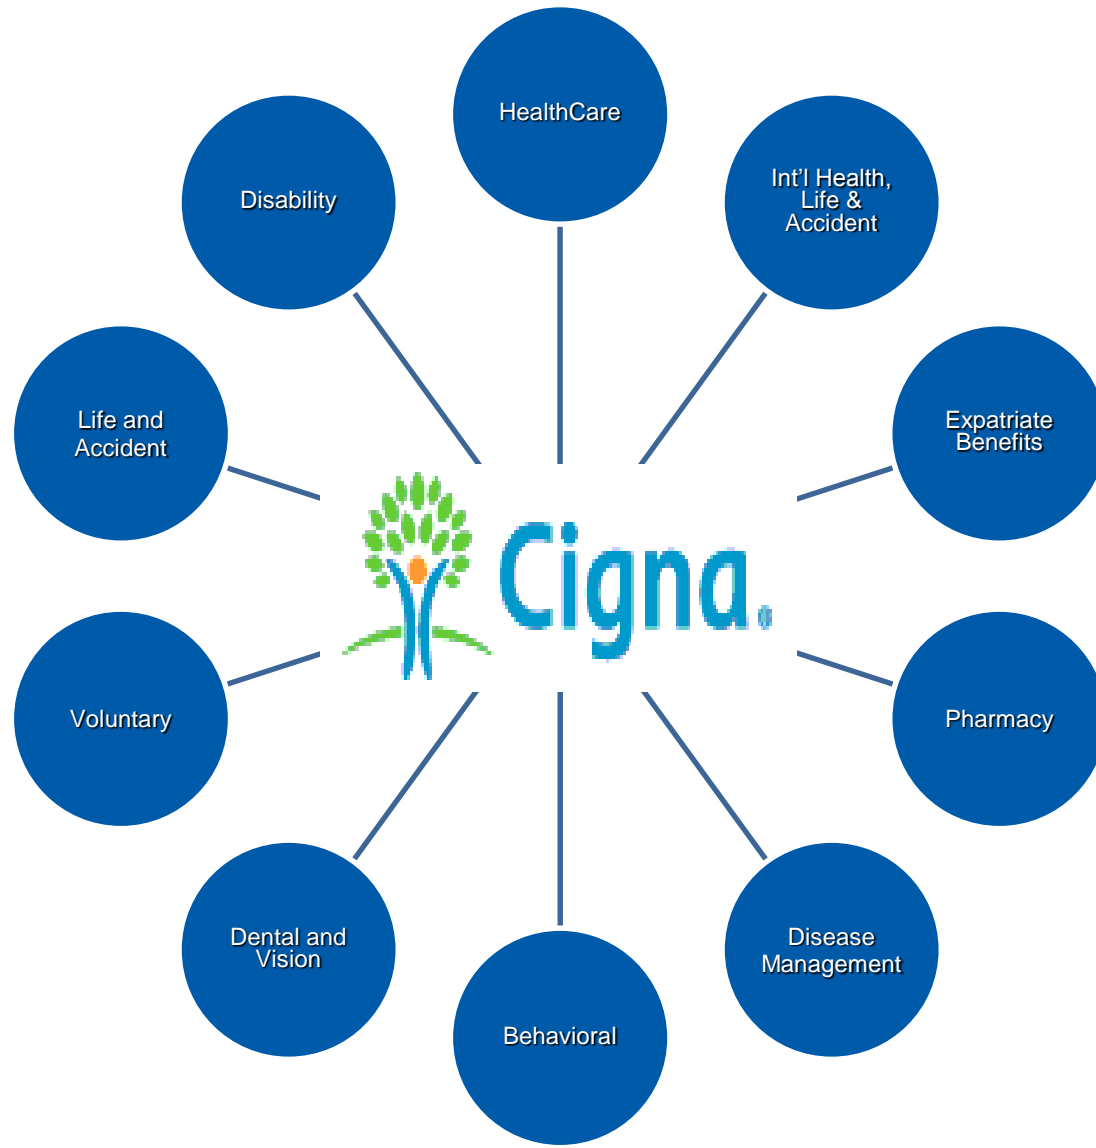 HealthCare
Int’l Health,
Life &
Accident
Expatriate
Benefits
Pharmacy
Disease
Management
Behavioral
Dental and
Vision
Voluntary
Life and
Accident
Disability
Cigna®